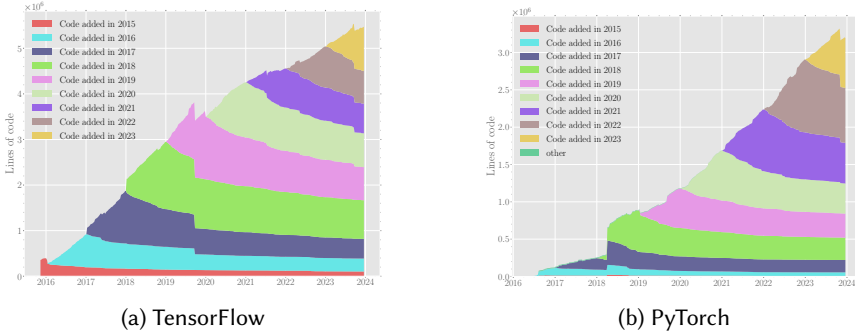 ×10⁶
Code added in 2015
Code added in 2016
Code added in 2017
Code added in 2018
Code added in 2019
Code added in 2020
Code added in 2021
Code added in 2022
Code added in 2023
Lines of code
5
4
3
2
1
0
2016 2017 2018 2019 2020 2021 2022 2023 2024
(a) TensorFlow
×10⁶
Code added in 2015
Code added in 2016
Code added in 2017
Code added in 2018
Code added in 2019
Code added in 2020
Code added in 2021
Code added in 2022
Code added in 2023
other
Lines of code
3.0
2.5
2.0
1.5
1.0
0.5
0.0
2016 2017 2018 2019 2020 2021 2022 2023 2024
(b) PyTorch